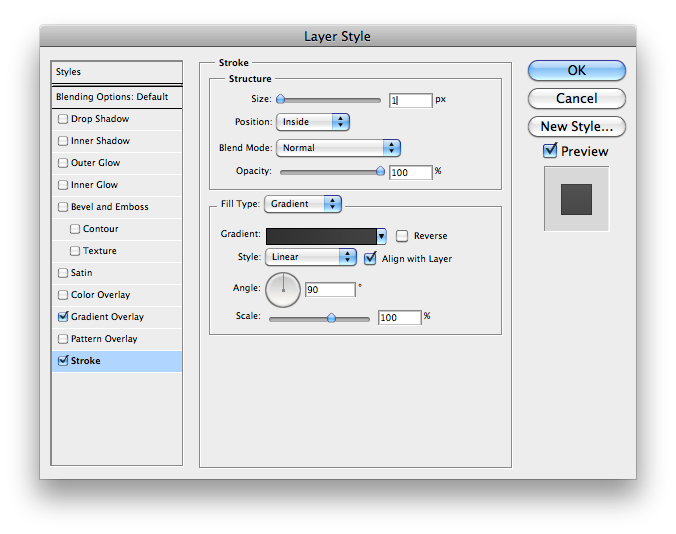 Layer Style
Styles
Blending Options: Default
Drop Shadow
Inner Shadow
Outer Glow
Inner Glow
Bevel and Emboss
Contour
Texture
Satin
Color Overlay
Gradient Overlay
Pattern Overlay
Stroke
Stroke
Structure
Size: 1 px
Position: Inside
Blend Mode: Normal
Opacity: 100 %
Fill Type: Gradient
Gradient: Reverse
Style: Linear Align with Layer
Angle: 90 °
Scale: 100 %
OK
Cancel
New Style...
Preview